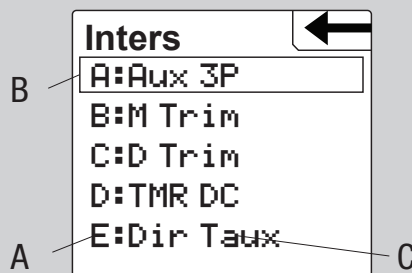 Inters
B
A:Aux 3P
B:M Trim
C:D Trim
D:TMR DC
A
E:Dir Taux
C